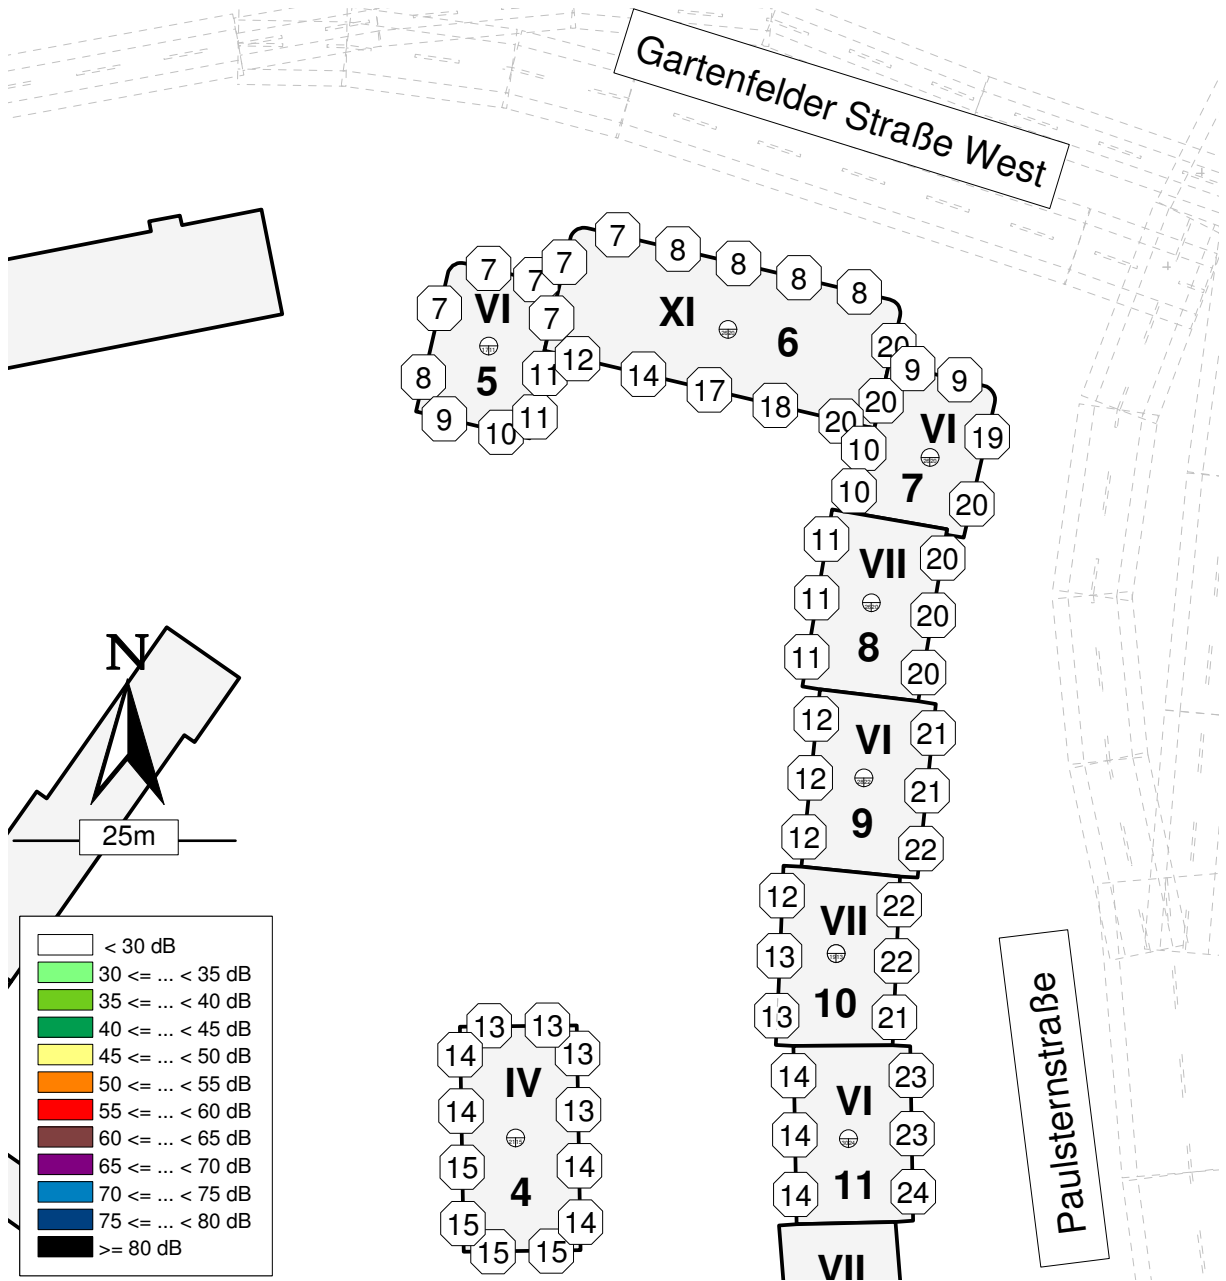 Gartenfelder Straße West
7
8
8
8
8
7
7
7
7
VI
7
XI
6
20
9
9
8
5
11
12
14
17
18
20
20
9
10
11
10
VI
19
10
7
20
11
VII
20
11
20
8
11
20
N
12
VI
21
12
21
9
12
22
25m
12
VII
22
13
22
10
13
21
Paulsternstraße
< 30 dB
30 <= ... < 35 dB
35 <= ... < 40 dB
40 <= ... < 45 dB
45 <= ... < 50 dB
50 <= ... < 55 dB
55 <= ... < 60 dB
60 <= ... < 65 dB
65 <= ... < 70 dB
70 <= ... < 75 dB
75 <= ... < 80 dB
>= 80 dB
13
13
14
13
IV
14
13
15
14
4
15
14
15
15
14
23
VI
14
23
11
14
24
VII